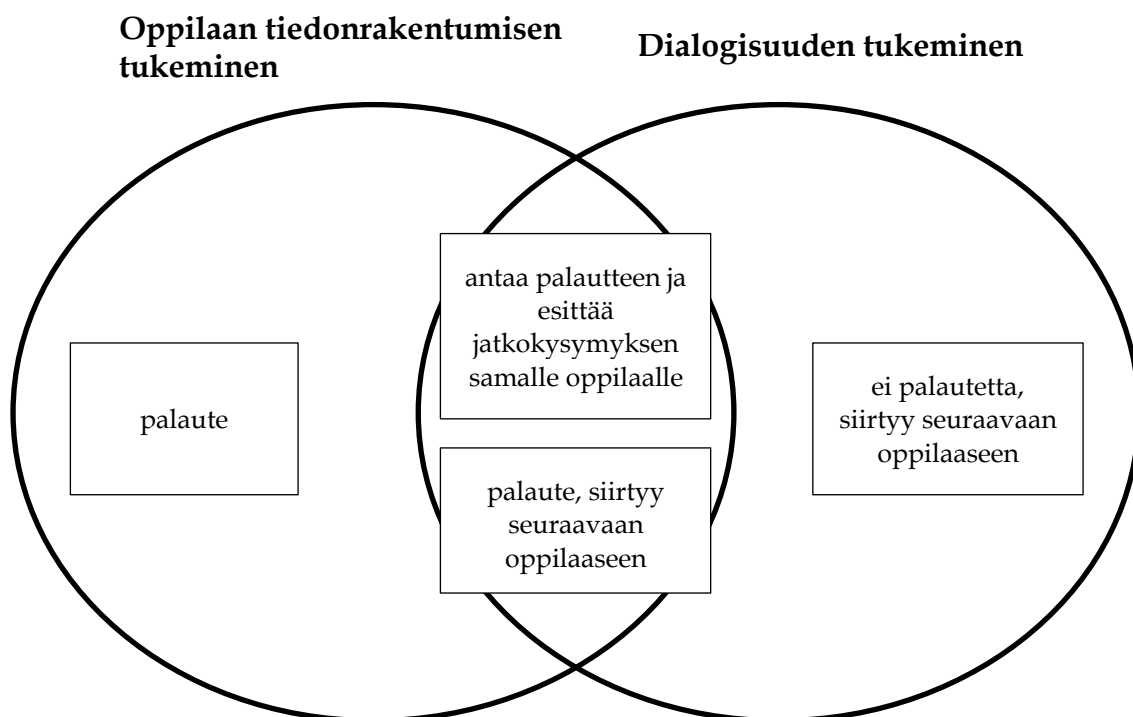 Oppilaan tiedonrakentumisen
tukeminen
Dialogisuuden tukeminen
antaa palautteen ja
esittää
jatkokysymyksen
samalle oppilaalle
palaute
ei palautetta,
siirtyy seuraavaan
oppilaaseen
palaute, siirtyy
seuraavaan
oppilaaseen